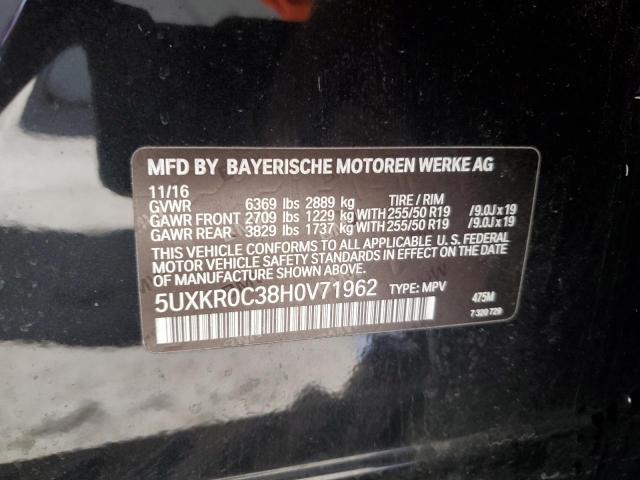 MFD BY BAYERISCHE MOTOREN WERKE AG
11/16
GVWR 6369 lbs 2889 kg TIRE / RIM
GAWR FRONT 2709 lbs 1229 kg WITH 255/50 R19 /9.0J x 19
GAWR REAR 3829 lbs 1737 kg WITH 255/50 R19 /9.0J x 19
THIS VEHICLE CONFORMS TO ALL APPLICABLE U.S. FEDERAL
MOTOR VEHICLE SAFETY STANDARDS IN EFFECT ON THE DATE
OF MANUFACTURE SHOWN ABOVE.
5UXKR0C38H0V71962 TYPE: MPV 475M
7 320 729